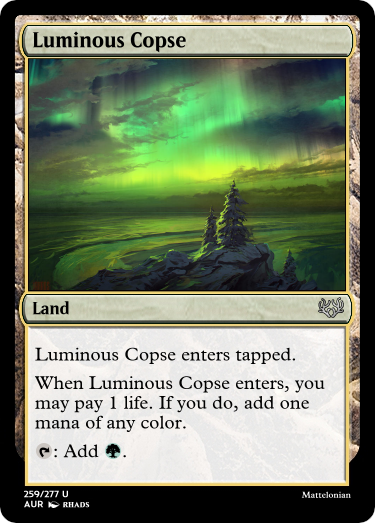 Luminous Copse
Land
Luminous Copse enters tapped.
When Luminous Copse enters, you
may pay 1 life. If you do, add one
mana of any color.
: Add .
259/277 U
AUR RHADS
Mattelonian